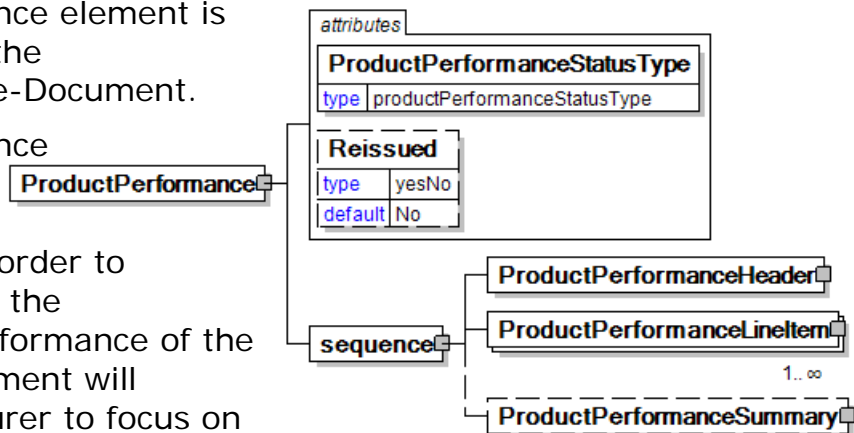 nce element is
the
e-Document.
nce
order to
the
formance of the
ment will
urer to focus on
attributes
ProductPerformanceStatusType
type productPerformanceStatusType
Reissued
type yesNo
default No
ProductPerformance
sequence
ProductPerformanceHeader
ProductPerformanceLineItem
1.. ∞
ProductPerformanceSummary